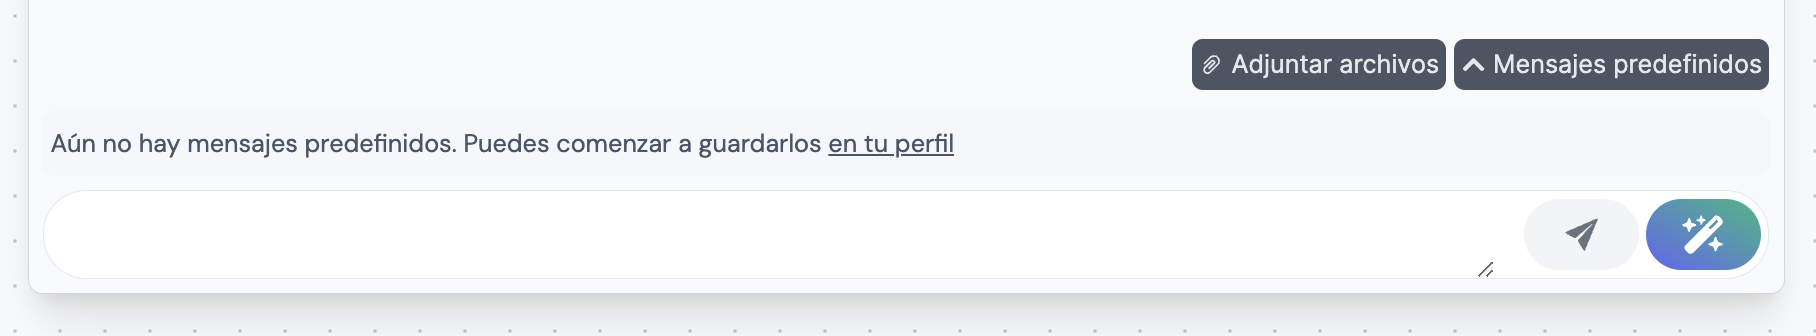 Adjuntar archivos
Mensajes predefinidos
Aún no hay mensajes predefinidos. Puedes comenzar a guardarlos en tu perfil